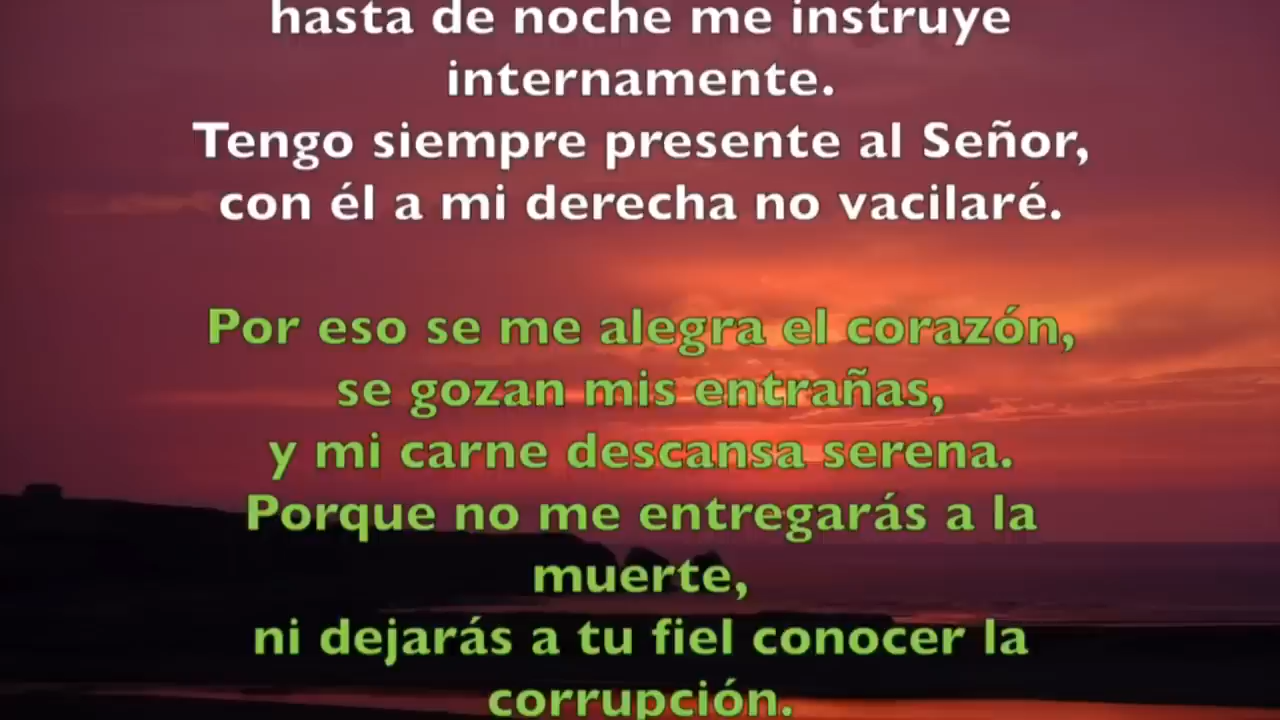 hasta de noche me instruye
internamente.
Tengo siempre presente al Señor,
con él a mi derecha no vacilaré.
Por eso se me alegra el corazón,
se gozan mis entrañas,
y mi carne descansa serena.
Porque no me entregarás a la
muerte,
ni dejarás a tu fiel conocer la
corrupción.